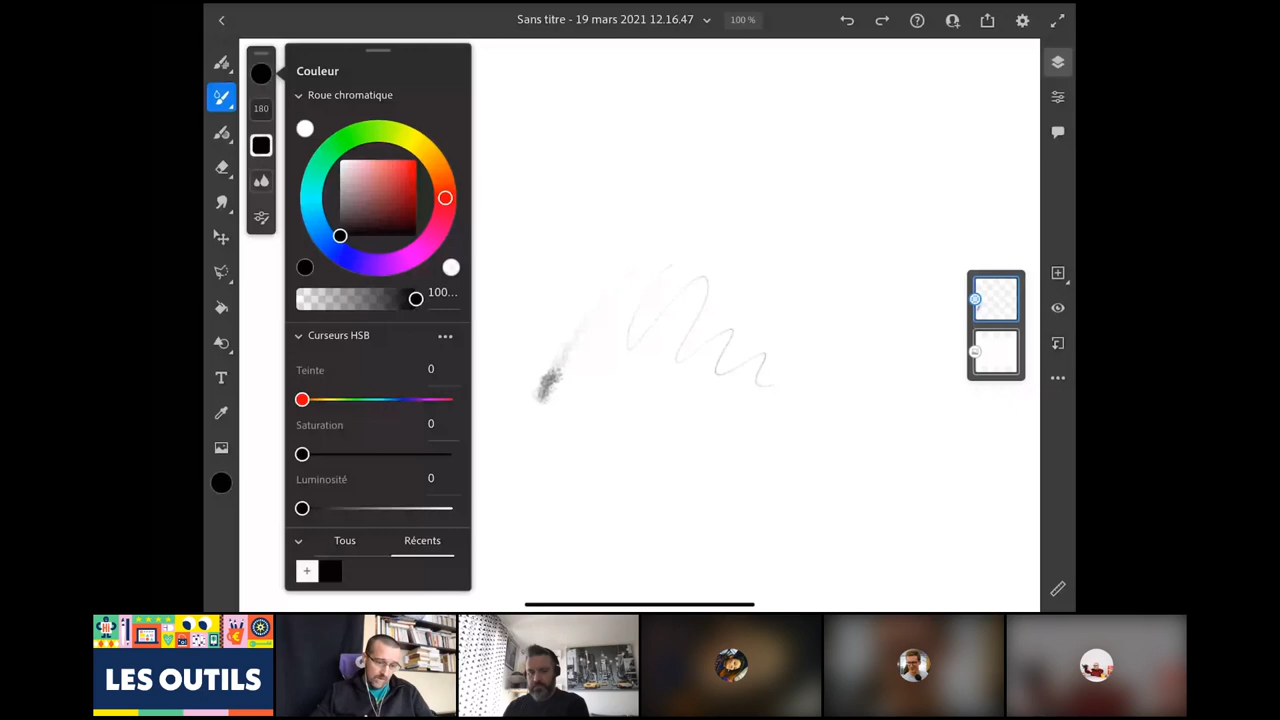 Sans titre - 19 mars 2021 12.16.47
100 %
180
Couleur
Roue chromatique
100...
Curseurs HSB
Teinte
0
Saturation
0
Luminosité
0
Tous
Récents
HI
LES OUTILS